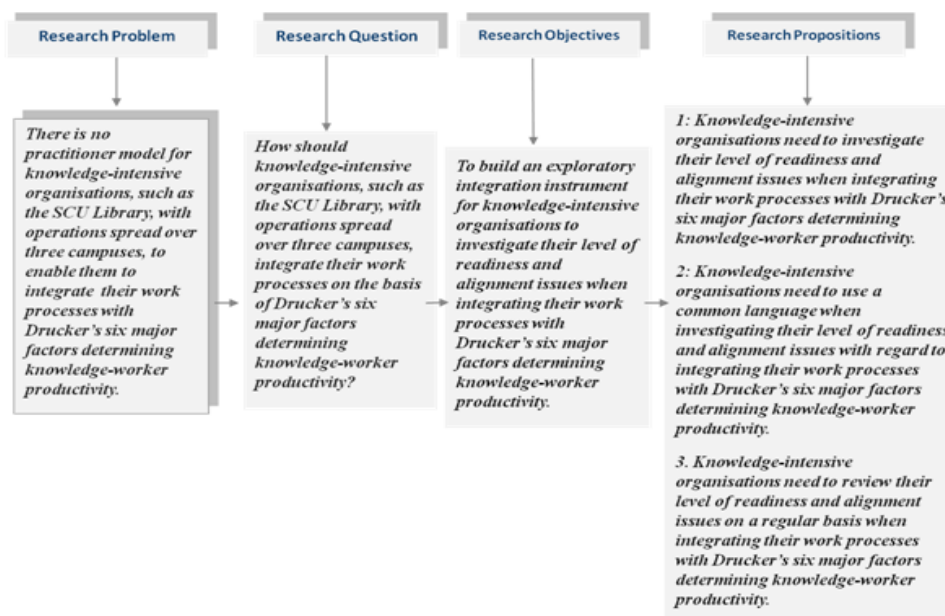 Research Problem
There is no
practitioner model for
knowledge-intensive
organisations, such as
the SCU Library, with
operations spread over
three campuses, to
enable them to
integrate their work
processes with
Drucker's six major
factors determining
knowledge-worker
productivity.
Research Question
How should
knowledge-intensive
organisations, such as
the SCU Library, with
operations spread
over three campuses,
integrate their work
processes on the basis
of Drucker's six
major factors
determining
knowledge-worker
productivity?
Research Objectives
To build an exploratory
integration instrument
for knowledge-intensive
organisations to
investigate their level of
readiness and
alignment issues when
integrating their work
processes with
Drucker's six major
factors determining
knowledge-worker
productivity.
Research Propositions
1: Knowledge-intensive
organisations need to investigate
their level of readiness and
alignment issues when integrating
their work processes with Drucker's
six major factors determining
knowledge-worker productivity.
2: Knowledge-intensive
organisations need to use a
common language when
investigating their level of readiness
and alignment issues with regard to
integrating their work processes
with Drucker's six major factors
determining knowledge-worker
productivity.
3. Knowledge-intensive
organisations need to review their
level of readiness and alignment
issues on a regular basis when
integrating their work processes
with Drucker's six major factors
determining knowledge-worker
productivity.